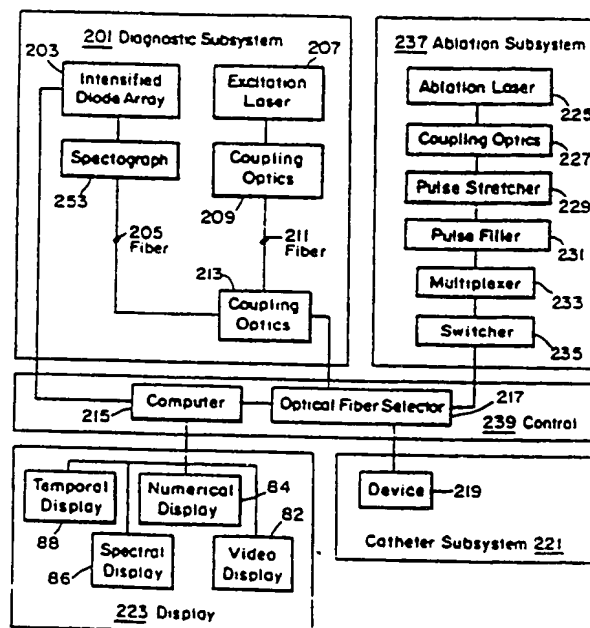 201 Diagnostic Subsystem
203
Intensified
Diode Array
207
Excitation
Laser
Spectograph
253
Coupling
Optics
209
205
Fiber
211
Fiber
213
Coupling
Optics
237 Ablation Subsystem
Ablation Laser
225
Coupling Optics
227
Pulse Stretcher
229
Pulse Filler
231
Multiplexer
233
Switcher
235
Computer
215
Optical Fiber Selector
217
239 Control
Temporal
Display
88
Numerical
Display
84
Spectral
Display
86
Video
Display
82
223 Display
Device
219
Catheter Subsystem 221